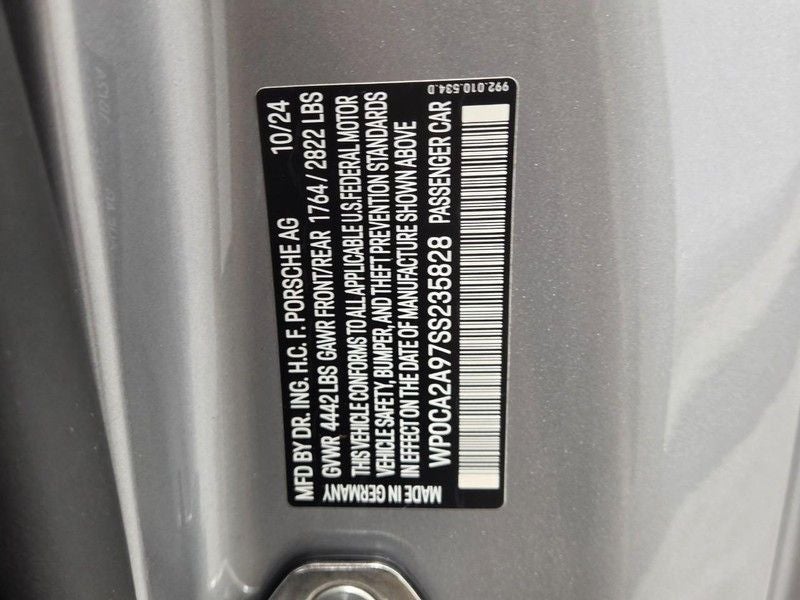 MFD BY DR. ING. H.C. F. PORSCHE AG 10/24
GVWR 4442 LBS GAWR FRONT/REAR 1764 / 2822 LBS
THIS VEHICLE CONFORMS TO ALL APPLICABLE U.S. FEDERAL MOTOR
VEHICLE SAFETY, BUMPER, AND THEFT PREVENTION STANDARDS
IN EFFECT ON THE DATE OF MANUFACTURE SHOWN ABOVE
WP0CA2A97SS235828 PASSENGER CAR
MADE IN GERMANY
992.010.534.D